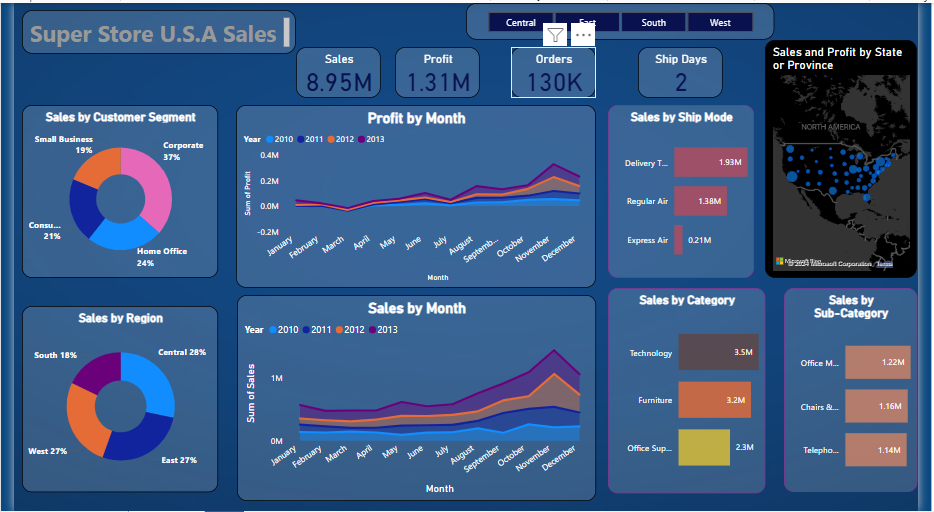 Super Store U.S.A Sales
Central
East
South
West
Sales
8.95M
Profit
1.31M
Orders
130K
Ship Days
2
Sales and Profit by State
or Province
NORTH AMERICA
© 2024 Microsoft Corporation Terms
Sales by Customer Segment
Small Business
19%
Corporate
37%
Consu...
21%
Home Office
24%
Profit by Month
Year 2010 2011 2012 2013
0.4M
0.2M
0.0M
-0.2M
Sum of Profit
January
February
March
April
May
June
July
August
Septemb...
October
November
December
Month
Sales by Ship Mode
Delivery T...
1.93M
Regular Air
1.38M
Express Air
0.21M
Sales by Region
South 18%
Central 28%
West 27%
East 27%
Sales by Month
Year 2010 2011 2012 2013
1M
0M
Sum of Sales
January
February
March
April
May
June
July
August
September
October
November
December
Month
Sales by Category
Technology
3.5M
Furniture
3.2M
Office Sup...
2.3M
Sales by
Sub-Category
Office M...
1.22M
Chairs &...
1.16M
Telepho...
1.14M